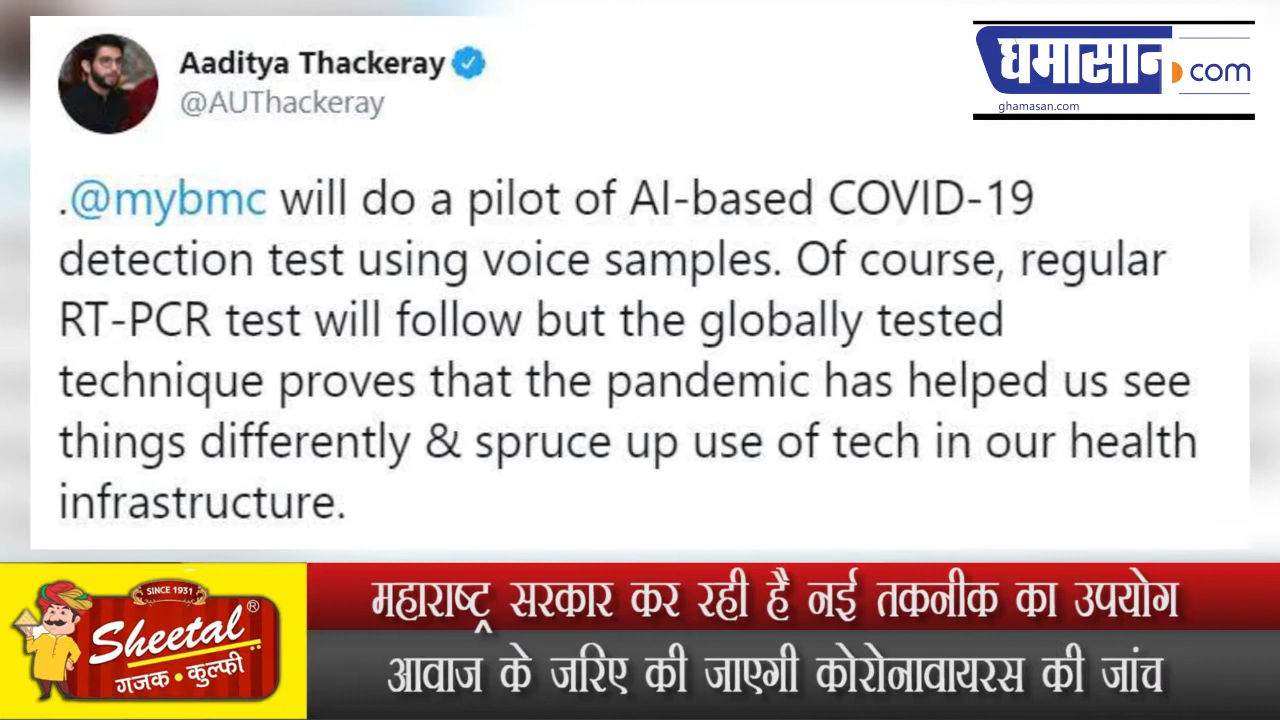 Aaditya Thackeray
@AUThackeray
घमासान.com
ghamasan.com
.@mybmc will do a pilot of AI-based COVID-19
detection test using voice samples. Of course, regular
RT-PCR test will follow but the globally tested
technique proves that the pandemic has helped us see
things differently & spruce up use of tech in our health
infrastructure.
SINCE 1931
Sheetal®
गजक • कुल्फी
महाराष्ट्र सरकार कर रही है नई तकनीक का उपयोग
आवाज के जरिए की जाएगी कोरोनावायरस की जांच